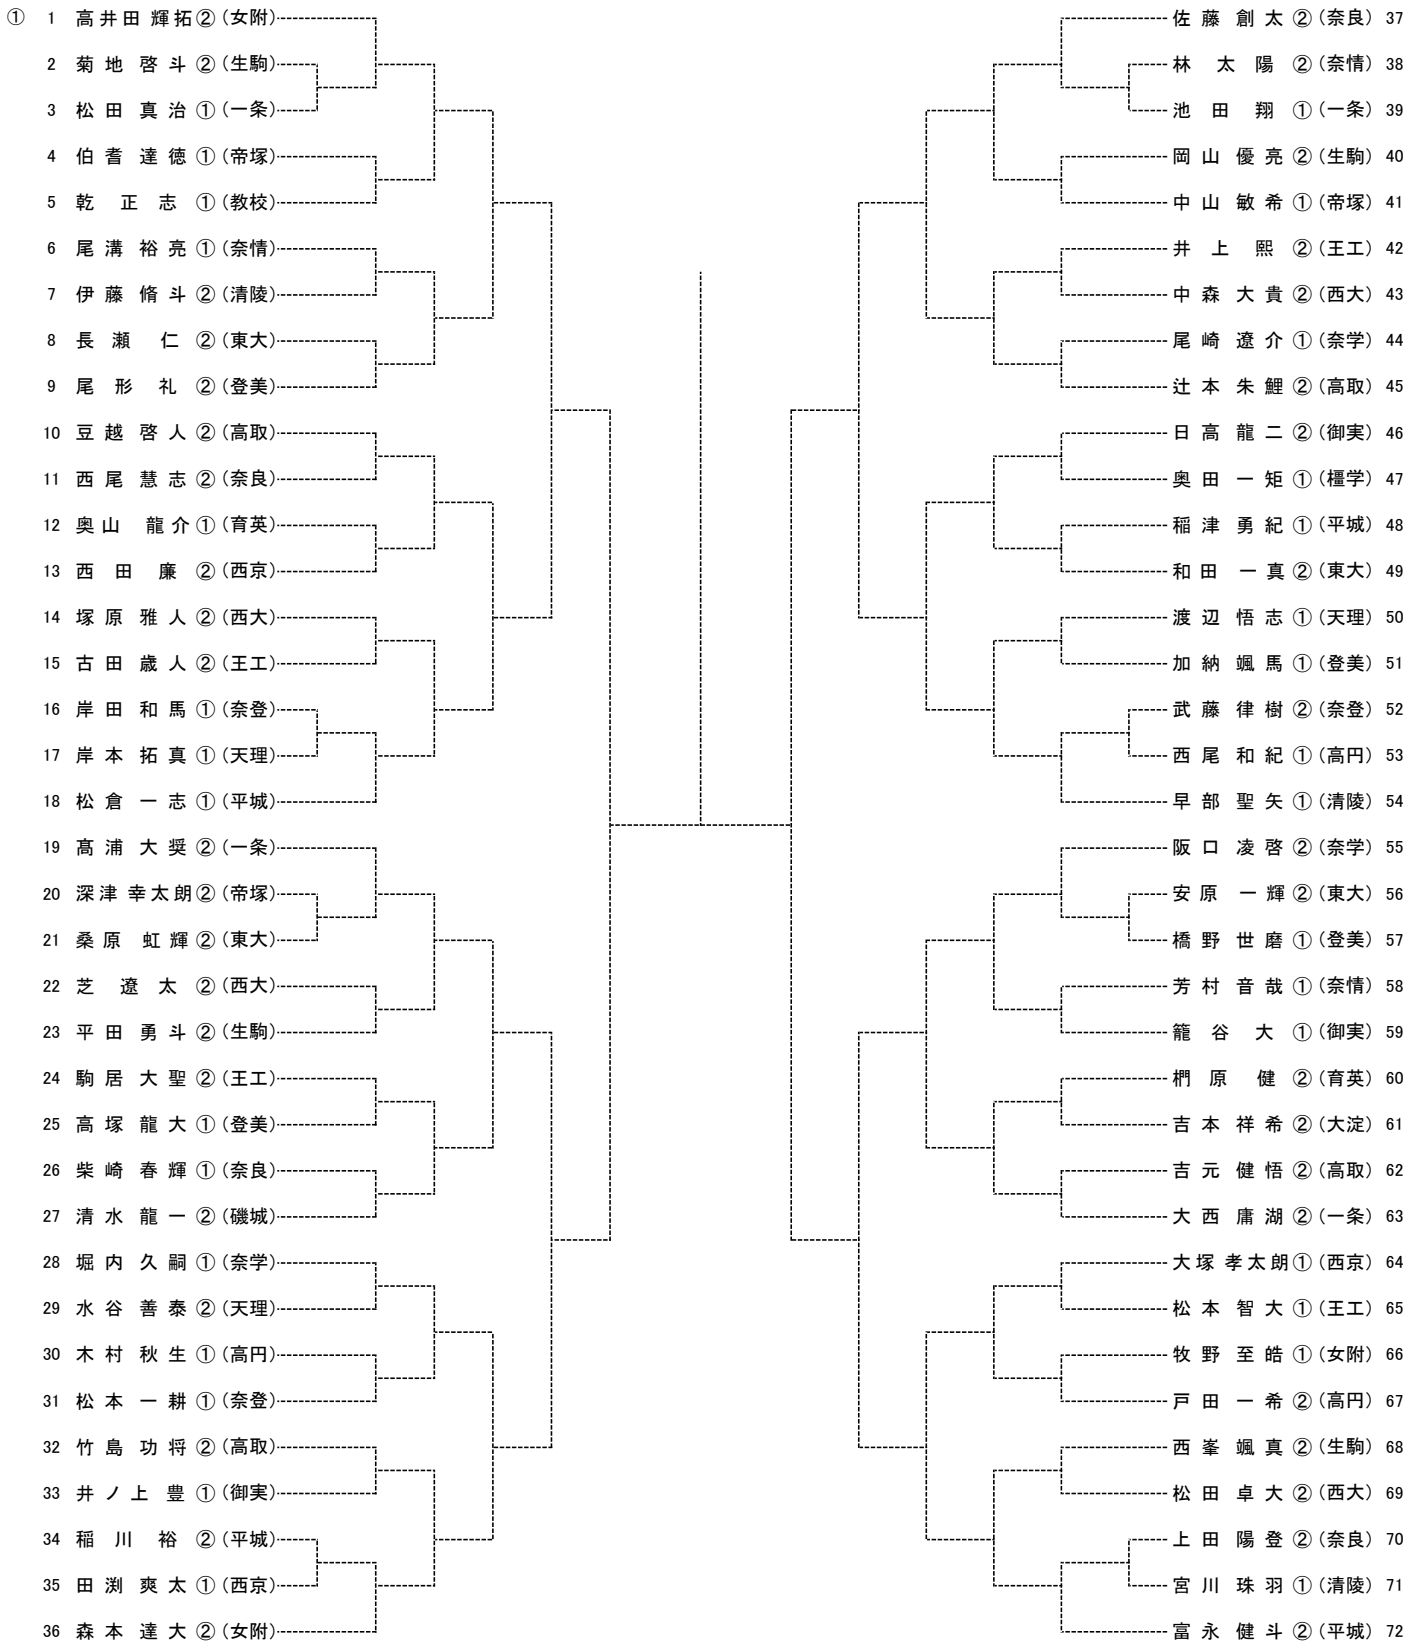 ①
1 高井田 輝拓 ② (女附)
2 菊地 啓斗 ② (生駒)
3 松田 真治 ① (一条)
4 伯耆 達徳 ① (帝塚)
5 乾 正志 ① (教校)
6 尾溝 裕亮 ① (奈情)
7 伊藤 脩斗 ② (清陵)
8 長瀬 仁 ② (東大)
9 尾形 礼 ② (登美)
10 豆越 啓人 ② (高取)
11 西尾 慧志 ② (奈良)
12 奥山 龍介 ① (育英)
13 西田 廉 ② (西京)
14 塚原 雅人 ② (西大)
15 古田 歳人 ② (王工)
16 岸田 和馬 ① (奈登)
17 岸本 拓真 ① (天理)
18 松倉 一志 ① (平城)
19 髙浦 大奨 ② (一条)
20 深津 幸太朗 ② (帝塚)
21 桑原 虹輝 ② (東大)
22 芝 遼太 ② (西大)
23 平田 勇斗 ② (生駒)
24 駒居 大聖 ② (王工)
25 高塚 龍大 ① (登美)
26 柴崎 春輝 ① (奈良)
27 清水 龍一 ② (磯城)
28 堀内 久嗣 ① (奈学)
29 水谷 善泰 ② (天理)
30 木村 秋生 ① (高円)
31 松本 一耕 ① (奈登)
32 竹島 功将 ② (高取)
33 井ノ上 豊 ① (御実)
34 稲川 裕 ② (平城)
35 田渕 爽太 ① (西京)
36 森本 達大 ② (女附)
佐藤 創太 ② (奈良) 37
林 太陽 ② (奈情) 38
池田 翔 ① (一条) 39
岡山 優亮 ② (生駒) 40
中山 敏希 ① (帝塚) 41
井上 熙 ② (王工) 42
中森 大貴 ② (西大) 43
尾崎 遼介 ① (奈学) 44
辻本 朱鯉 ② (高取) 45
日高 龍二 ② (御実) 46
奥田 一矩 ① (橿学) 47
稲津 勇紀 ① (平城) 48
和田 一真 ② (東大) 49
渡辺 悟志 ① (天理) 50
加納 颯馬 ① (登美) 51
武藤 律樹 ② (奈登) 52
西尾 和紀 ① (高円) 53
早部 聖矢 ① (清陵) 54
阪口 凌啓 ② (奈学) 55
安原 一輝 ② (東大) 56
橋野 世磨 ① (登美) 57
芳村 音哉 ① (奈情) 58
籠谷 大 ① (御実) 59
椚原 健 ② (育英) 60
吉本 祥希 ② (大淀) 61
吉元 健悟 ② (高取) 62
大西 庸湖 ② (一条) 63
大塚 孝太朗 ① (西京) 64
松本 智大 ① (王工) 65
牧野 至皓 ① (女附) 66
戸田 一希 ② (高円) 67
西峯 颯真 ② (生駒) 68
松田 卓大 ② (西大) 69
上田 陽登 ② (奈良) 70
宮川 珠羽 ① (清陵) 71
富永 健斗 ② (平城) 72